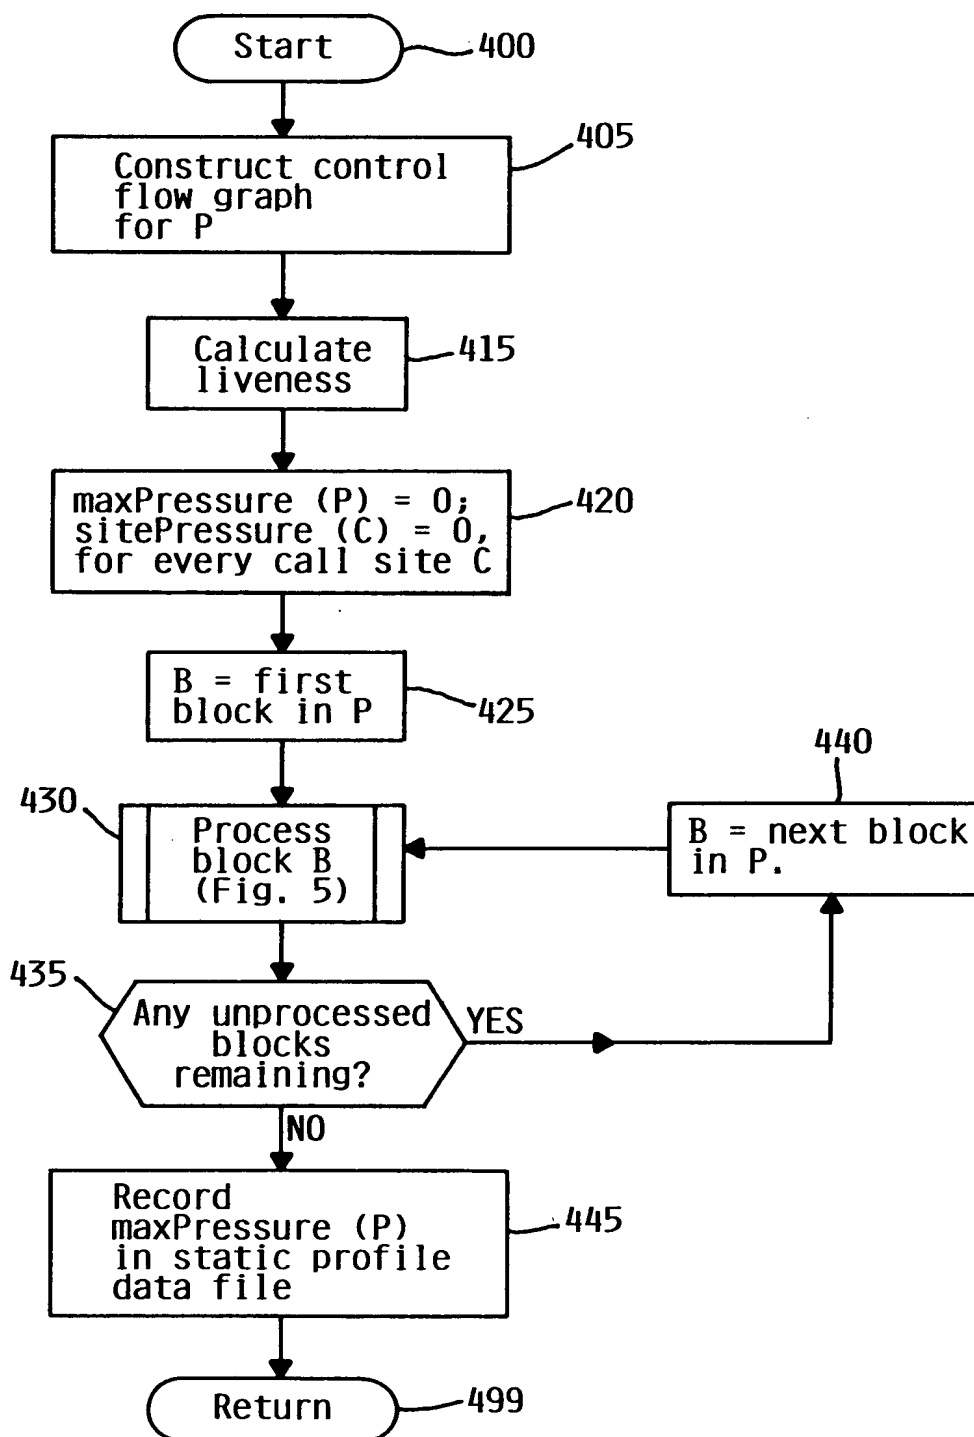 Start
400
Construct control
flow graph
for P
405
Calculate
liveness
415
maxPressure (P) = 0;
sitePressure (C) = 0,
for every call site C
420
B = first
block in P
425
430
Process
block B
(Fig. 5)
440
B = next block
in P.
435
Any unprocessed
blocks
remaining?
YES
NO
Record
maxPressure (P)
in static profile
data file
445
Return
499